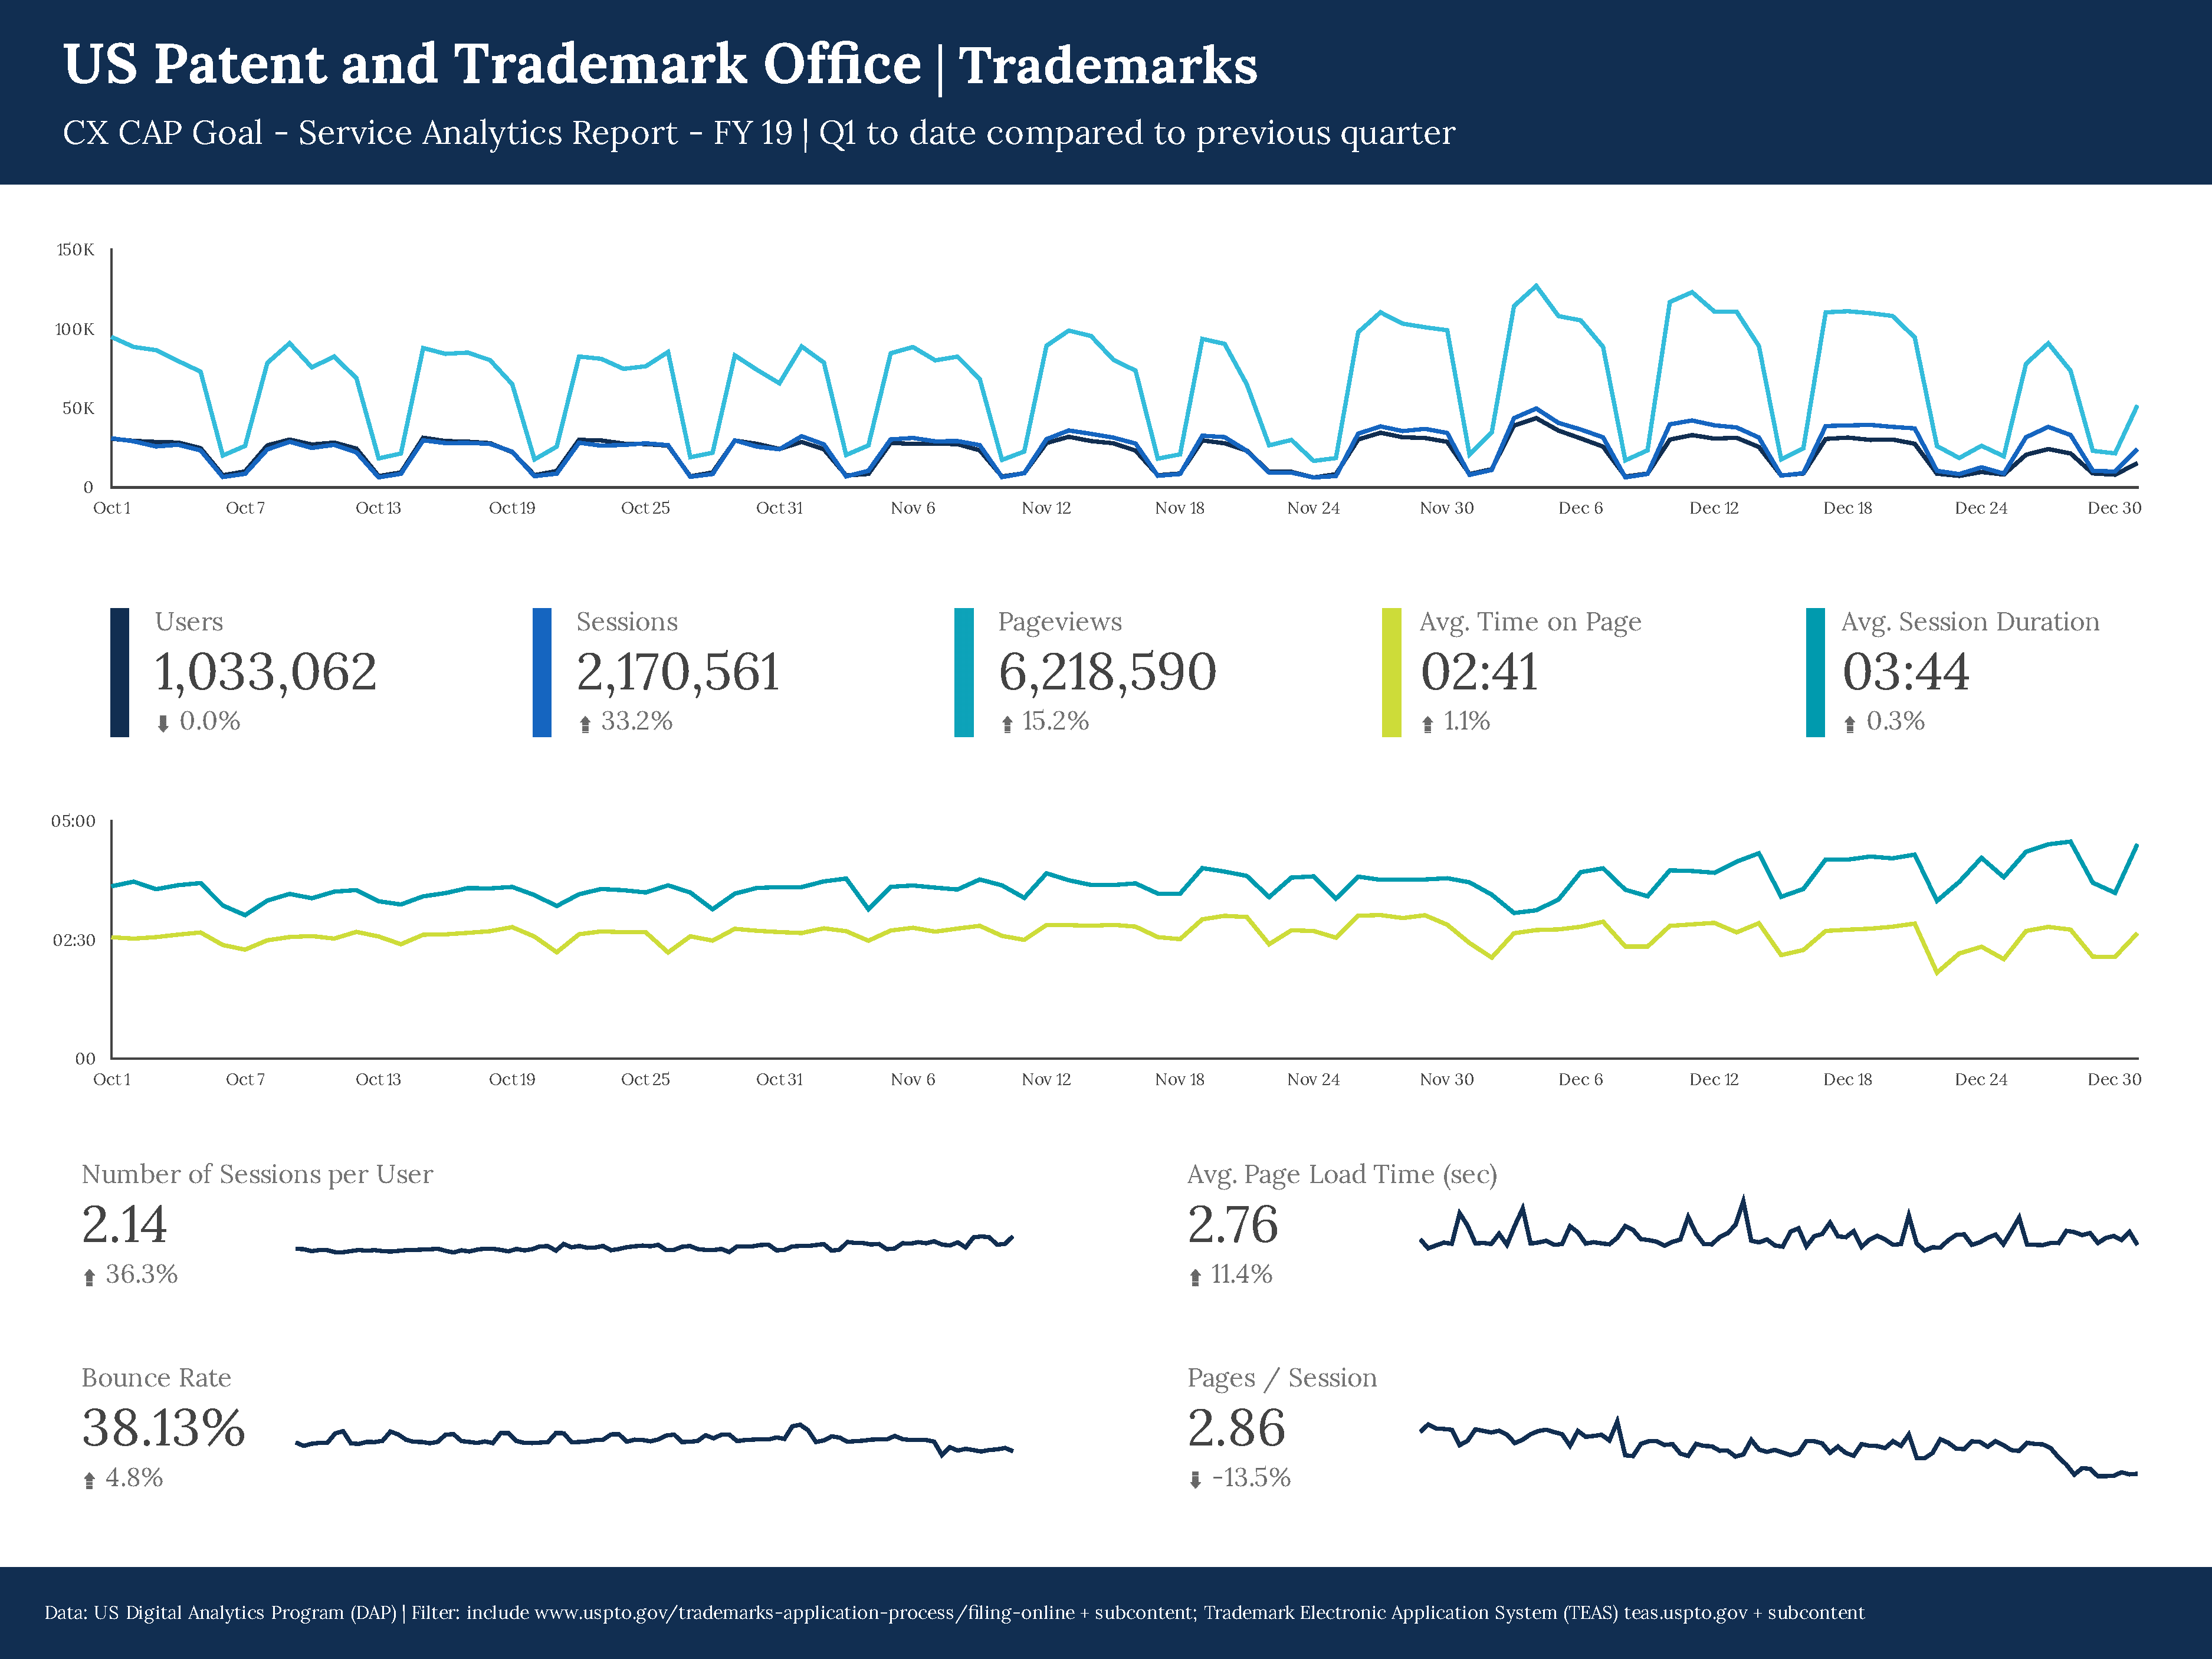 US Patent and Trademark Office | Trademarks
CX CAP Goal - Service Analytics Report - FY 19 | Q1 to date compared to previous quarter
150K
100K
50K
0
Oct 1 Oct 7 Oct 13 Oct 19 Oct 25 Oct 31 Nov 6 Nov 12 Nov 18 Nov 24 Nov 30 Dec 6 Dec 12 Dec 18 Dec 24 Dec 30
Users Sessions Pageviews Avg. Time on Page Avg. Session Duration
1,033,062 2,170,561 6,218,590 02:41 03:44
0.0% 33.2% 15.2% 1.1% 0.3%
05:00
02:30
00
Oct 1 Oct 7 Oct 13 Oct 19 Oct 25 Oct 31 Nov 6 Nov 12 Nov 18 Nov 24 Nov 30 Dec 6 Dec 12 Dec 18 Dec 24 Dec 30
Number of Sessions per User
2.14
36.3%
Avg. Page Load Time (sec)
2.76
11.4%
Bounce Rate
38.13%
4.8%
Pages / Session
2.86
-13.5%
Data: US Digital Analytics Program (DAP) | Filter: include www.uspto.gov/trademarks-application-process/filing-online + subcontent; Trademark Electronic Application System (TEAS) teas.uspto.gov + subcontent